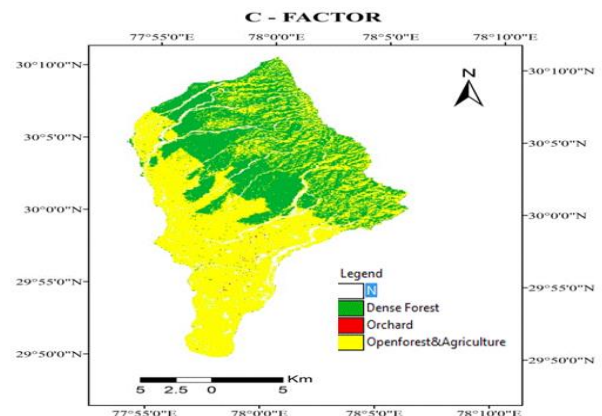 C - FACTOR
77°55'0"E 78°0'0"E 78°5'0"E 78°10'0"E
30°10'0"N 30°10'0"N
N
30°5'0"N 30°5'0"N
30°0'0"N 30°0'0"N
Legend
N
29°55'0"N 29°55'0"N
Dense Forest
Orchard
Openforest&Agriculture
29°50'0"N 29°50'0"N
Km
5 2.5 0 5
77°55'0"E 78°0'0"E 78°5'0"E 78°10'0"E